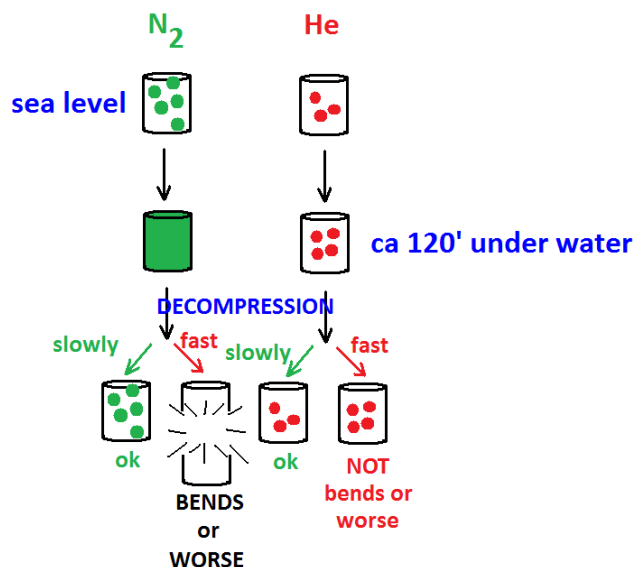 N2 He
sea level
ca 120' under water
DECOMPRESSION
slowly fast slowly fast
ok ok
BENDS
or
WORSE
NOT
bends or
worse